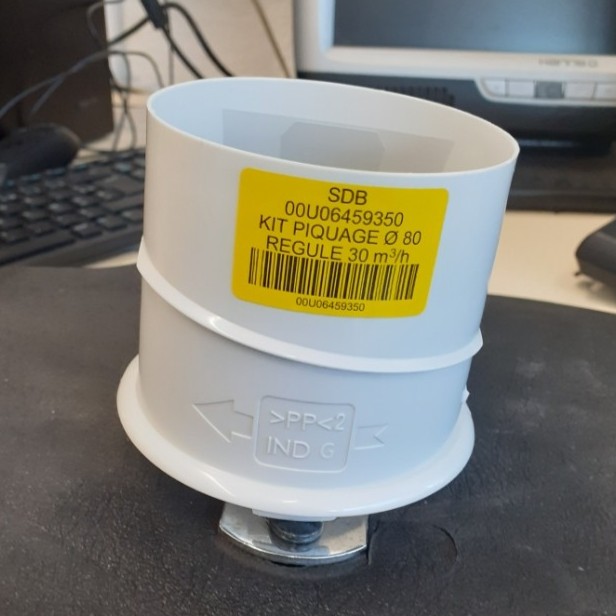 SDB
00U06459350
KIT PIQUAGE Ø 80
REGULE 30 m³/h
00U06459350
>PP<2
IND G